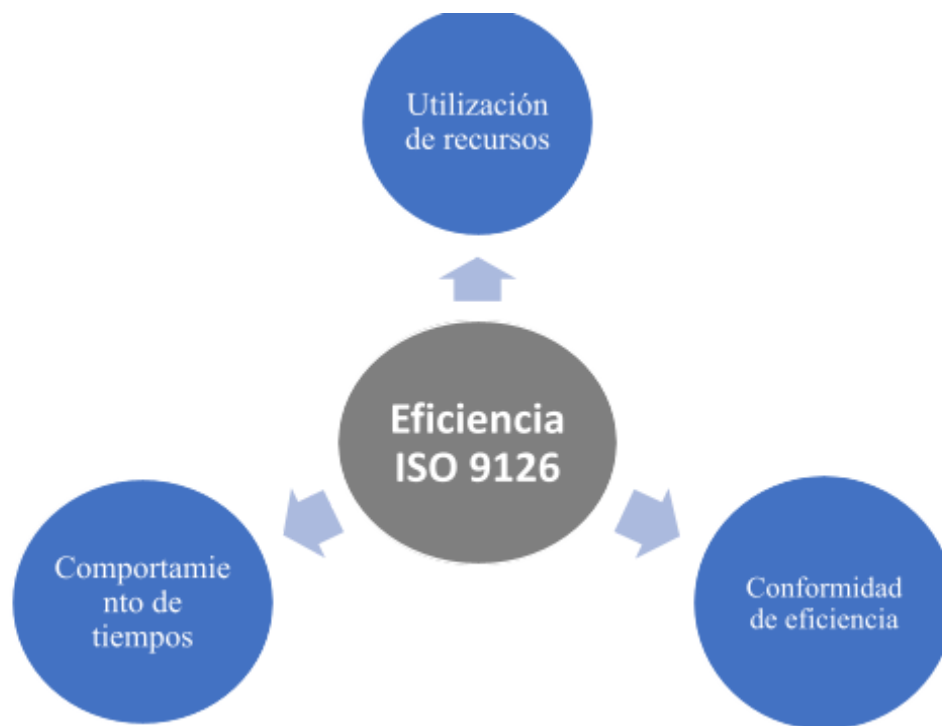 Utilización
de recursos
Eficiencia
ISO 9126
Comportamie
nto de
tiempos
Conformidad
de eficiencia